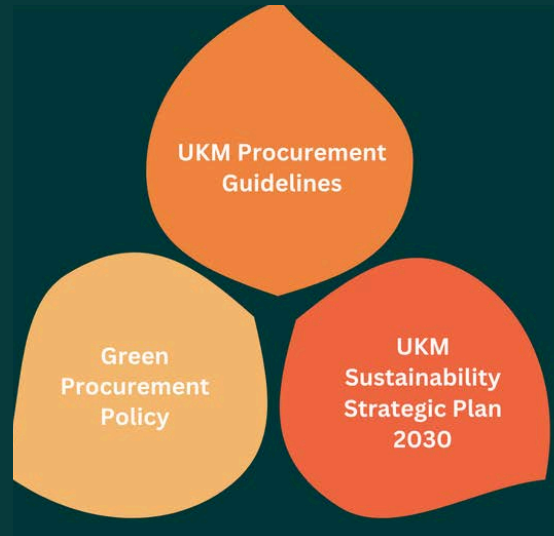 UKM Procurement
Guidelines
Green
Procurement
Policy
UKM
Sustainability
Strategic Plan
2030